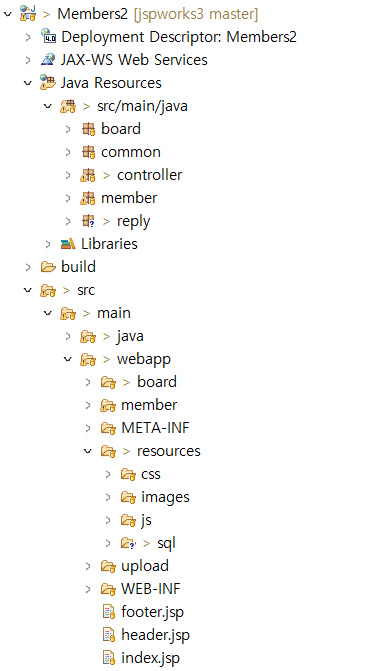 > Members2 [jspworks3 master]
Deployment Descriptor: Members2
JAX-WS Web Services
Java Resources
> src/main/java
board
common
> controller
member
> reply
Libraries
build
> src
> main
> java
> webapp
> board
member
META-INF
> resources
css
images
js
> sql
upload
WEB-INF
footer.jsp
header.jsp
index.jsp